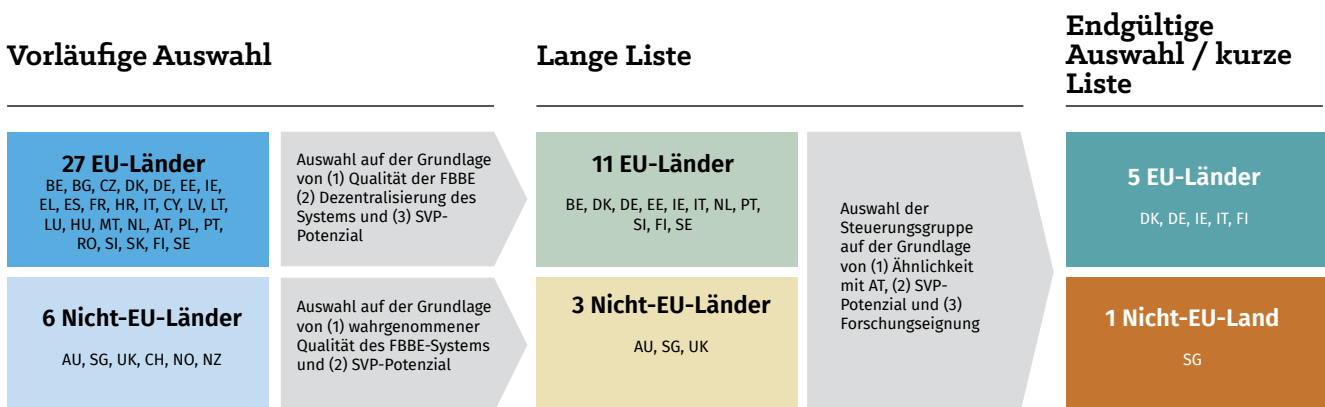 Vorläufige Auswahl
Lange Liste
Endgültige
Auswahl / kurze
Liste
27 EU-Länder
BE, BG, CZ, DK, DE, EE, IE,
EL, ES, FR, HR, IT, CY, LV, LT,
LU, HU, MT, NL, AT, PL, PT,
RO, SI, SK, FI, SE
Auswahl auf der Grundlage
von (1) Qualität der FBBE
(2) Dezentralisierung des
Systems und (3) SVP-
Potenzial
11 EU-Länder
BE, DK, DE, EE, IE, IT, NL, PT,
SI, FI, SE
Auswahl der
Steuerungsgruppe
auf der Grundlage
von (1) Ähnlichkeit
mit AT, (2) SVP-
Potenzial und (3)
Forschungseignung
5 EU-Länder
DK, DE, IE, IT, FI
6 Nicht-EU-Länder
AU, SG, UK, CH, NO, NZ
Auswahl auf der Grundlage
von (1) wahrgenommener
Qualität des FBBE-Systems
und (2) SVP-Potenzial
3 Nicht-EU-Länder
AU, SG, UK
1 Nicht-EU-Land
SG